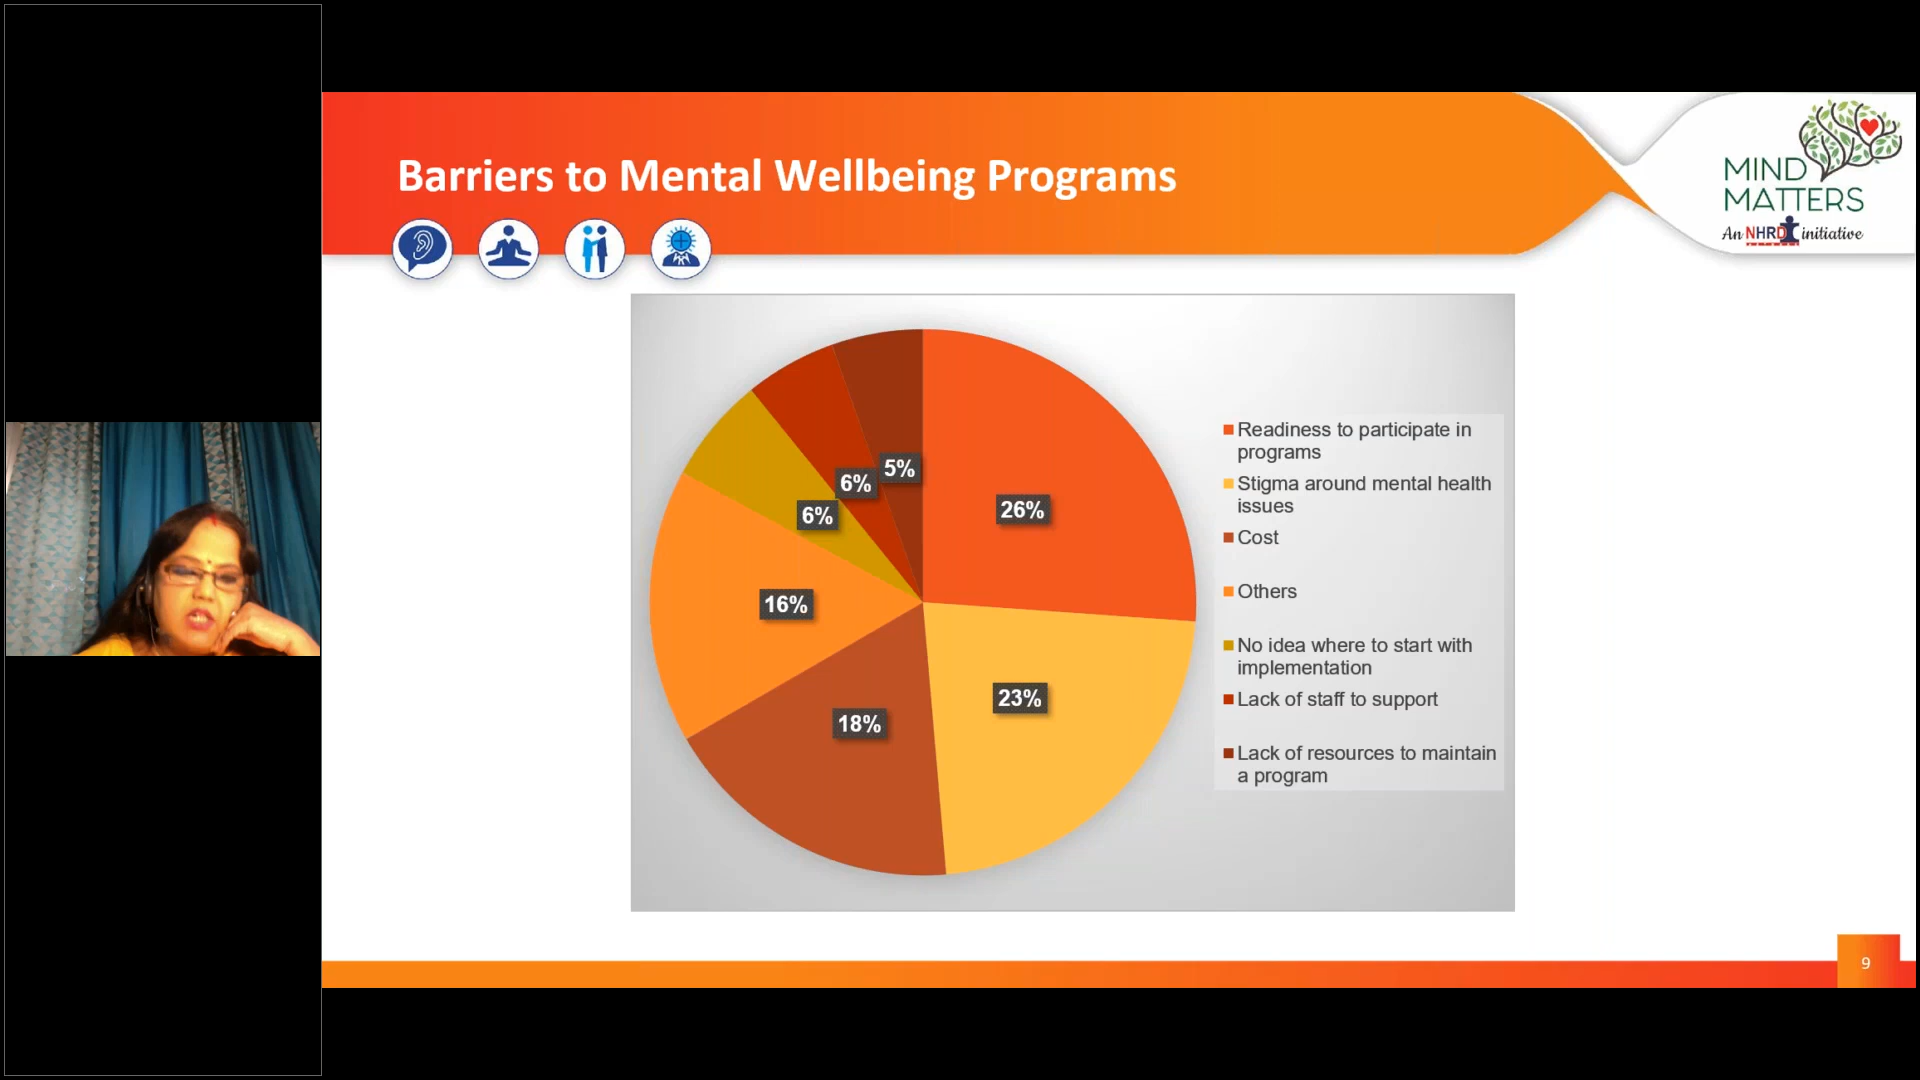 Barriers to Mental Wellbeing Programs
MIND
MATTERS
An NHRD initiative
5%
6%
6%
26%
16%
23%
18%
Readiness to participate in
programs
Stigma around mental health
issues
Cost
Others
No idea where to start with
implementation
Lack of staff to support
Lack of resources to maintain
a program
9